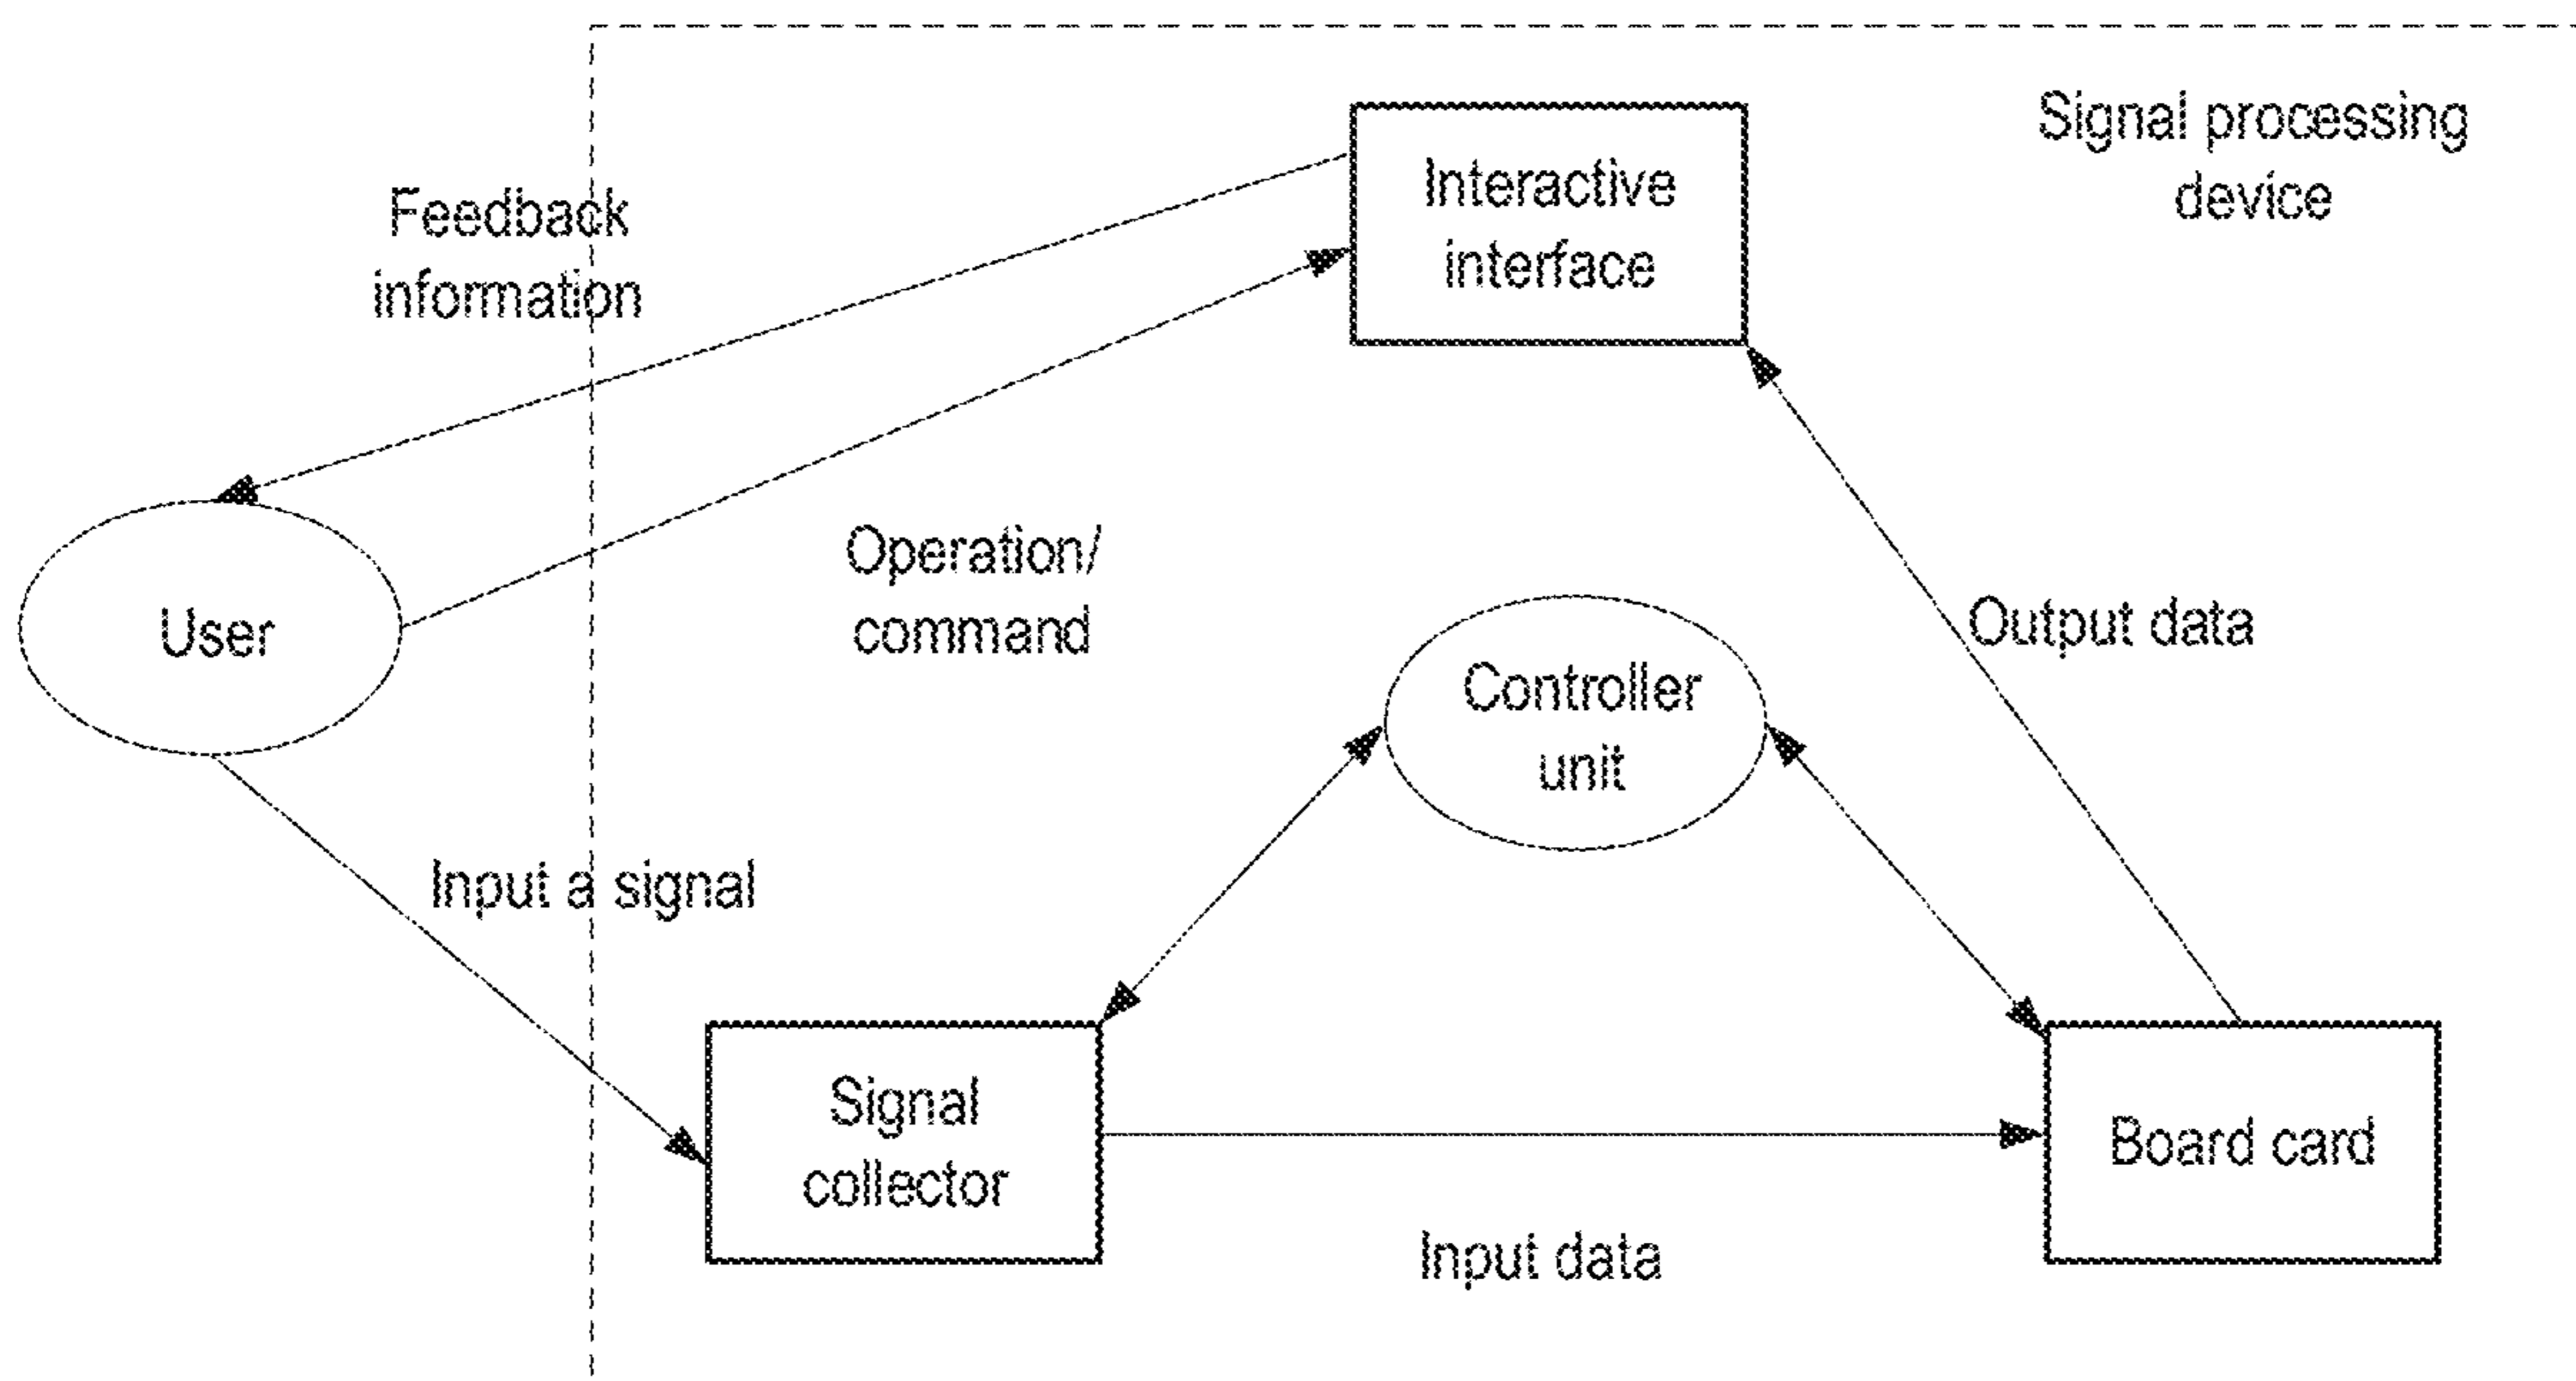 Signal processing
device
Interactive
interface
Feedback
information
Operation/
command
User
Output data
Controller
unit
Input a signal
Signal
collector
Board card
Input data